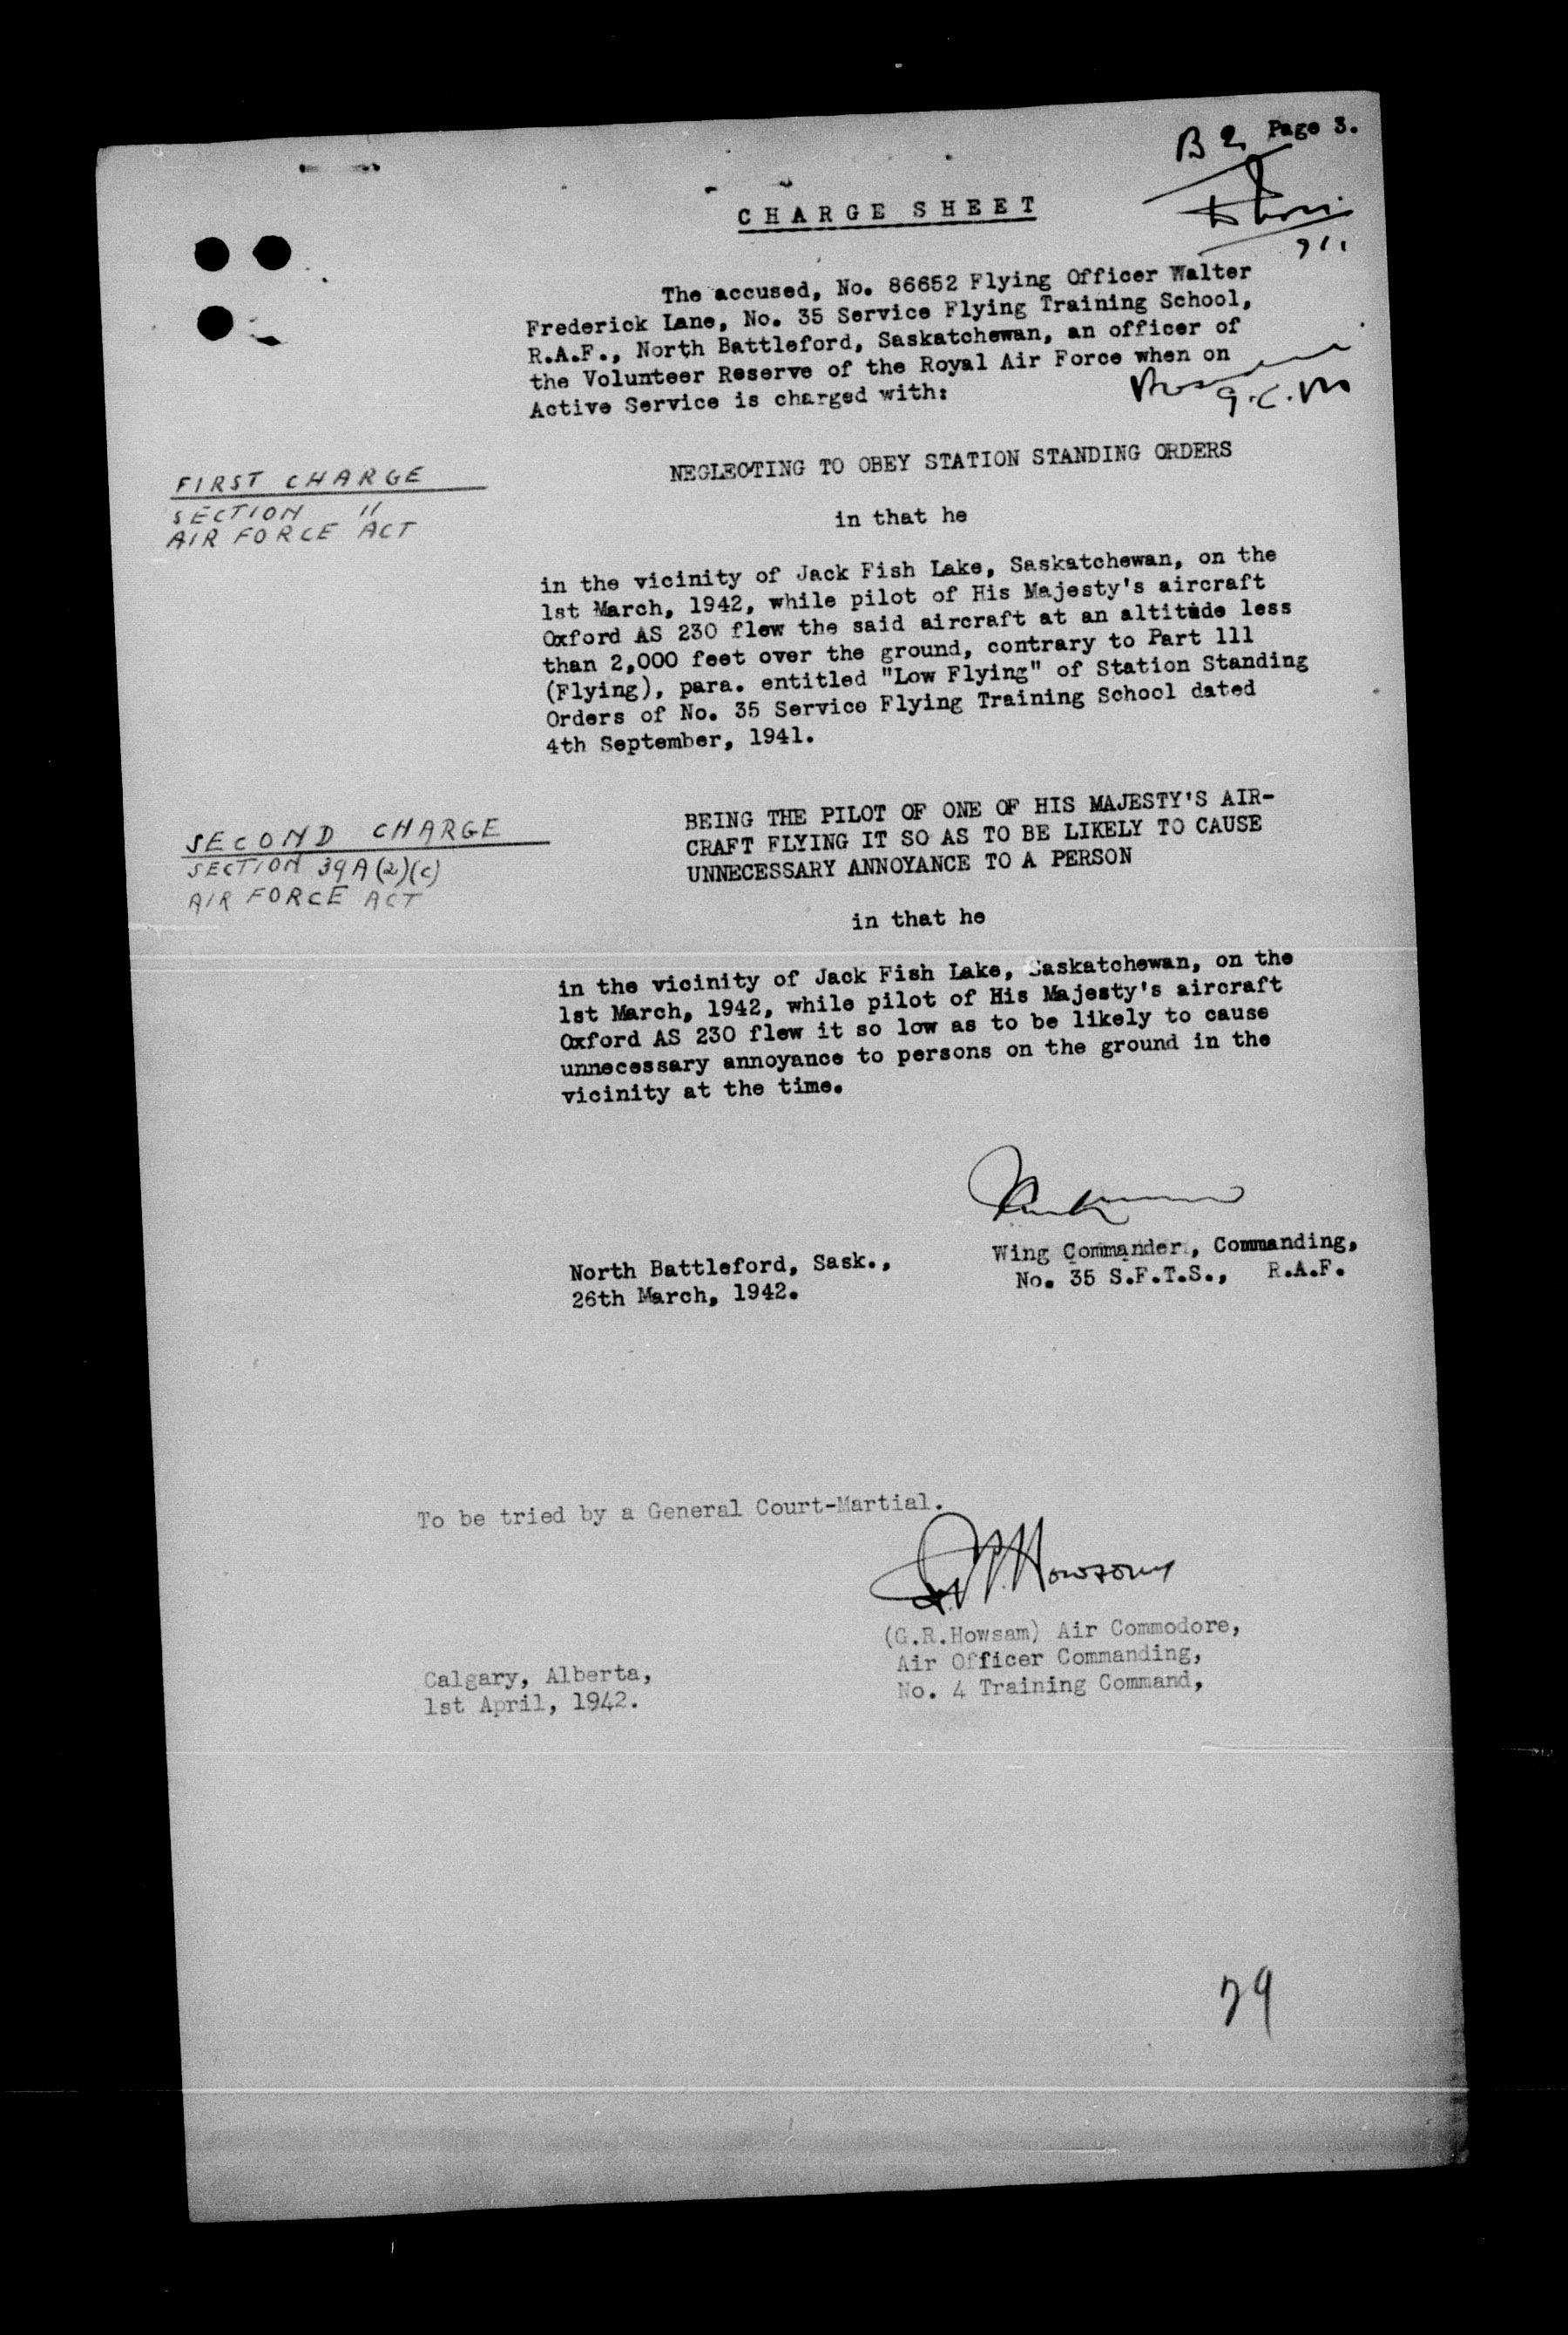 B 2 Page 3.
CHARGE SHEET
The accused, No. 86652 Flying Officer Walter
Frederick Lane, No. 35 Service Flying Training School,
R.A.F., North Battleford, Saskatchewan, an officer of
the Volunteer Reserve of the Royal Air Force when on
Active Service is charged with:
G.C.M
FIRST CHARGE
SECTION 11
AIR FORCE ACT
NEGLECTING TO OBEY STATION STANDING ORDERS
in that he
in the vicinity of Jack Fish Lake, Saskatchewan, on the
1st March, 1942, while pilot of His Majesty's aircraft
Oxford AS 230 flew the said aircraft at an altitude less
than 2,000 feet over the ground, contrary to Part 111
(Flying), para. entitled "Low Flying" of Station Standing
Orders of No. 35 Service Flying Training School dated
4th September, 1941.
SECOND CHARGE
SECTION 39A(2)(c)
AIR FORCE ACT
BEING THE PILOT OF ONE OF HIS MAJESTY'S AIR-
CRAFT FLYING IT SO AS TO BE LIKELY TO CAUSE
UNNECESSARY ANNOYANCE TO A PERSON
in that he
in the vicinity of Jack Fish Lake, Saskatchewan, on the
1st March, 1942, while pilot of His Majesty's aircraft
Oxford AS 230 flew it so low as to be likely to cause
unnecessary annoyance to persons on the ground in the
vicinity at the time.
North Battleford, Sask.,
26th March, 1942.
Wing Commander, Commanding,
No. 35 S.F.T.S., R.A.F.
To be tried by a General Court-Martial.
(G.R.Howsam) Air Commodore,
Air Officer Commanding,
No. 4 Training Command,
Calgary, Alberta,
1st April, 1942.
79